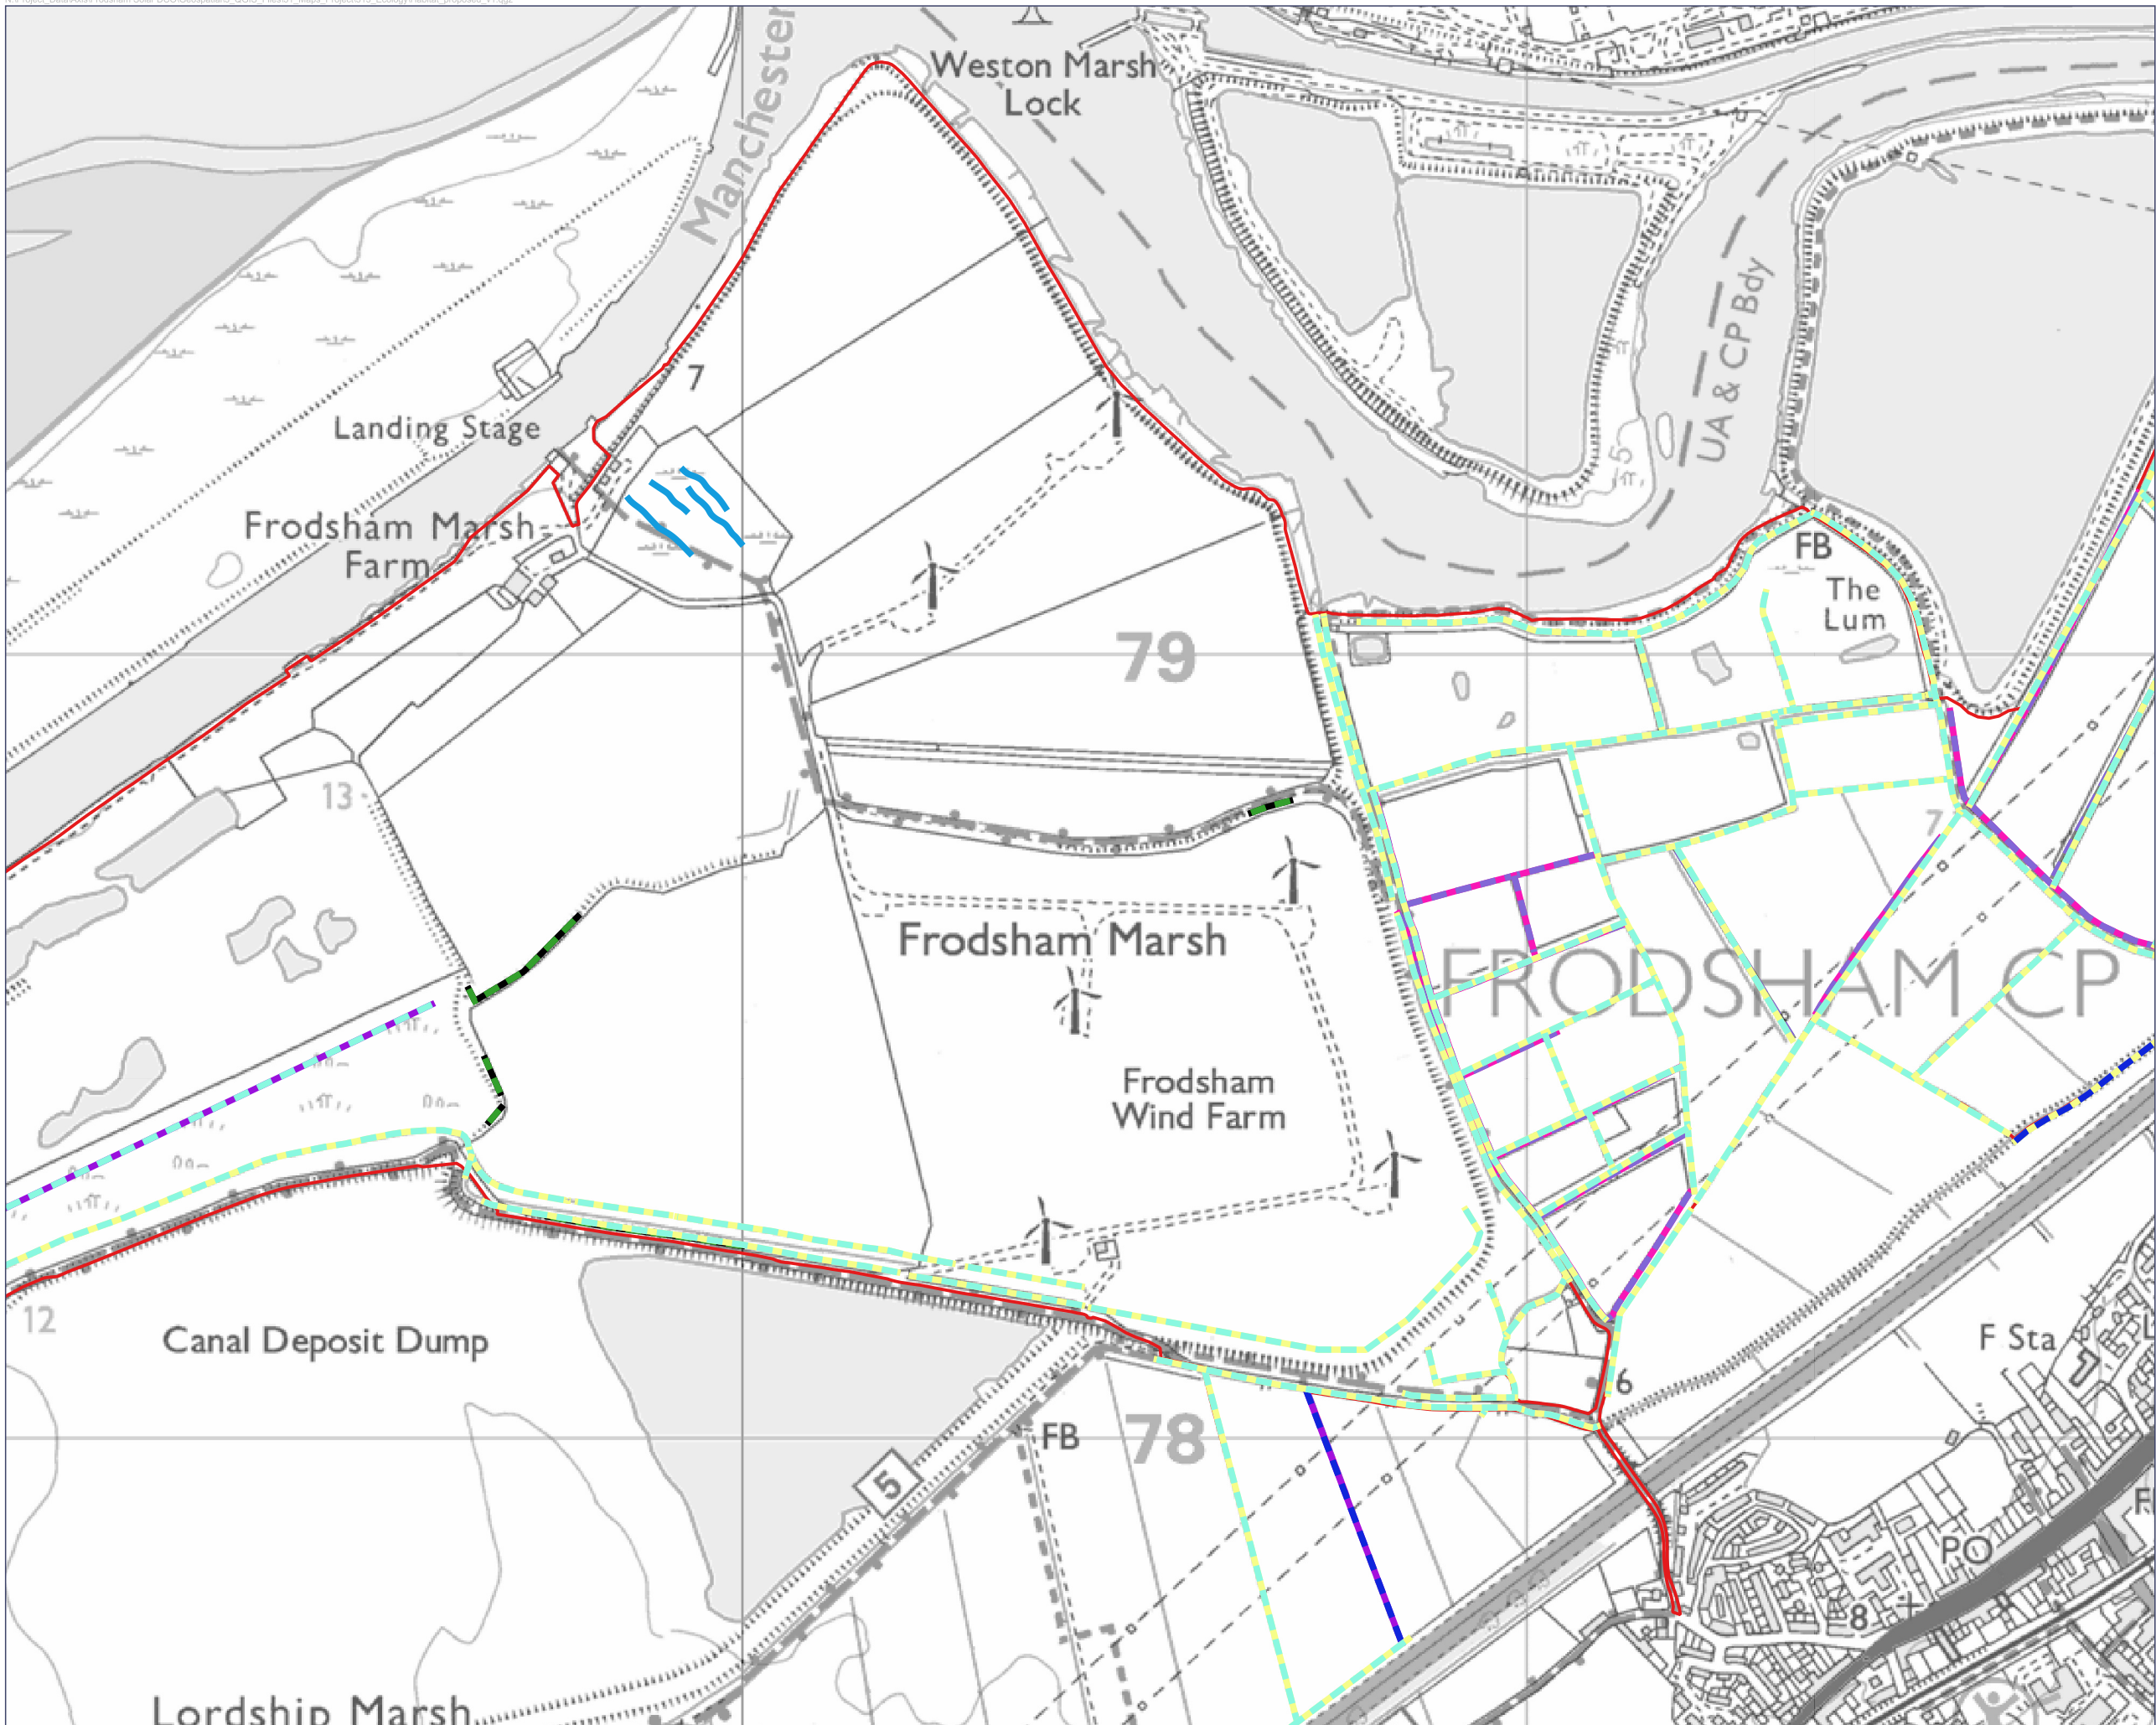 Manchester
Weston Marsh
Lock
UA & CP Bdy
7
Landing Stage
Frodsham Marsh
Farm
5
FB
The
Lum
79
13
7
Frodsham Marsh
FRODSHAM CP
Frodsham
Wind Farm
12
Canal Deposit Dump
F Sta
6
78
FB
5
PO
8
Lordship Marsh